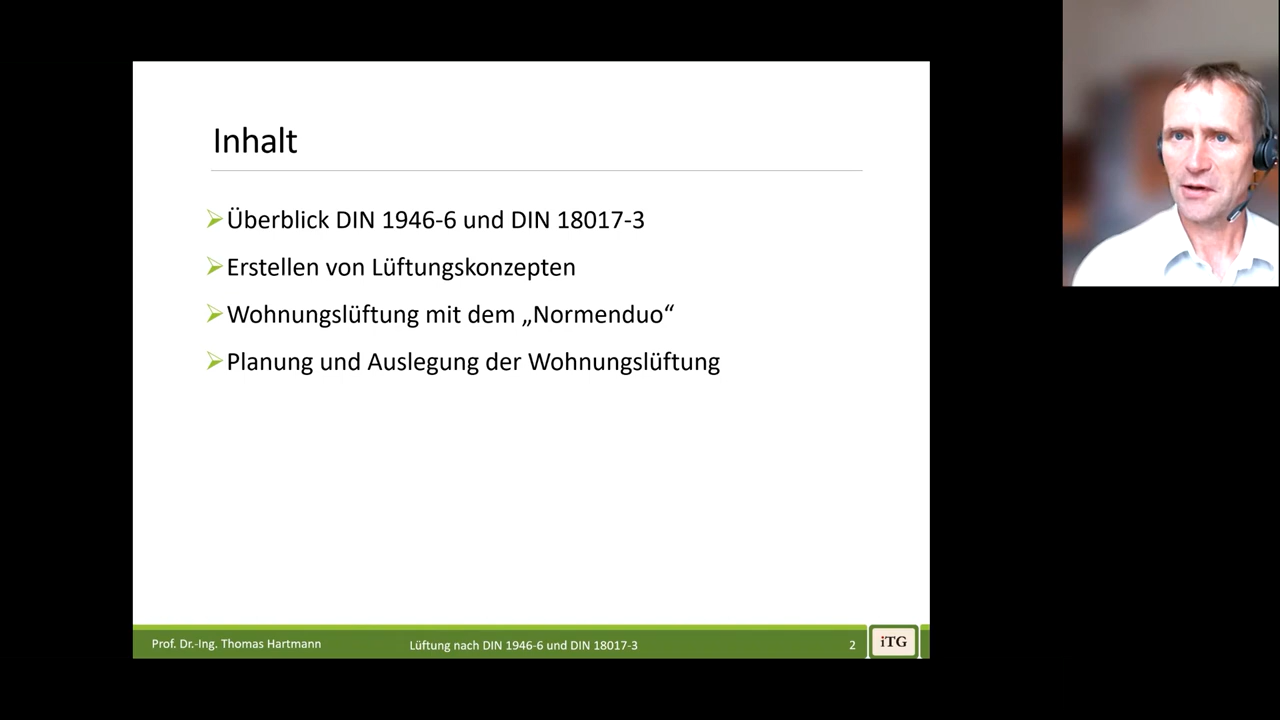 Inhalt
Überblick DIN 1946-6 und DIN 18017-3
Erstellen von Lüftungskonzepten
Wohnungslüftung mit dem „Normenduo“
Planung und Auslegung der Wohnungslüftung
Prof. Dr.-Ing. Thomas Hartmann
Lüftung nach DIN 1946-6 und DIN 18017-3
2
iTG